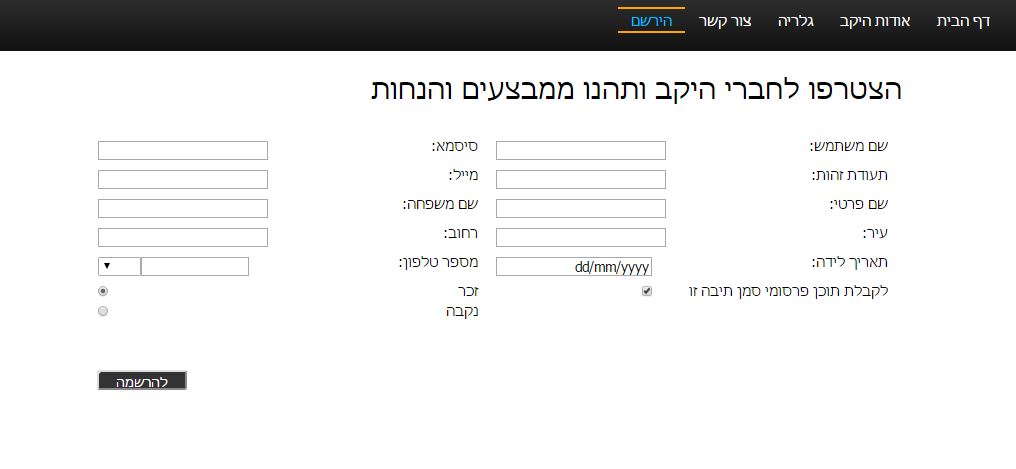 דף הבית אודות היקב גלריה צור קשר הירשם
הצטרפו לחברי היקב ותהנו ממבצעים והנחות
שם משתמש: סיסמא:
תעודת זהות: מייל:
שם פרטי: שם משפחה:
עיר: רחוב:
תאריך לידה: dd/mm/yyyy מספר טלפון:
לקבלת תוכן פרסומי סמן תיבה זו זכר
נקבה
להרשמה